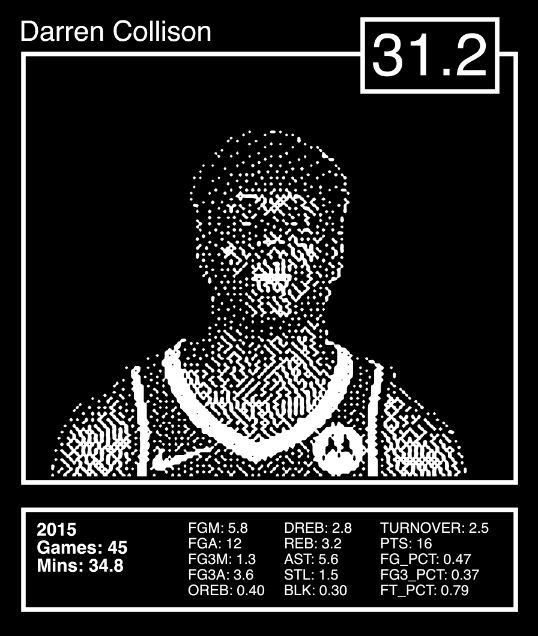 Darren Collison
31.2
2015
Games: 45
Mins: 34.8
FGM: 5.8
FGA: 12
FG3M: 1.3
FG3A: 3.6
OREB: 0.40
DREB: 2.8
REB: 3.2
AST: 5.6
STL: 1.5
BLK: 0.30
TURNOVER: 2.5
PTS: 16
FG_PCT: 0.47
FG3_PCT: 0.37
FT_PCT: 0.79